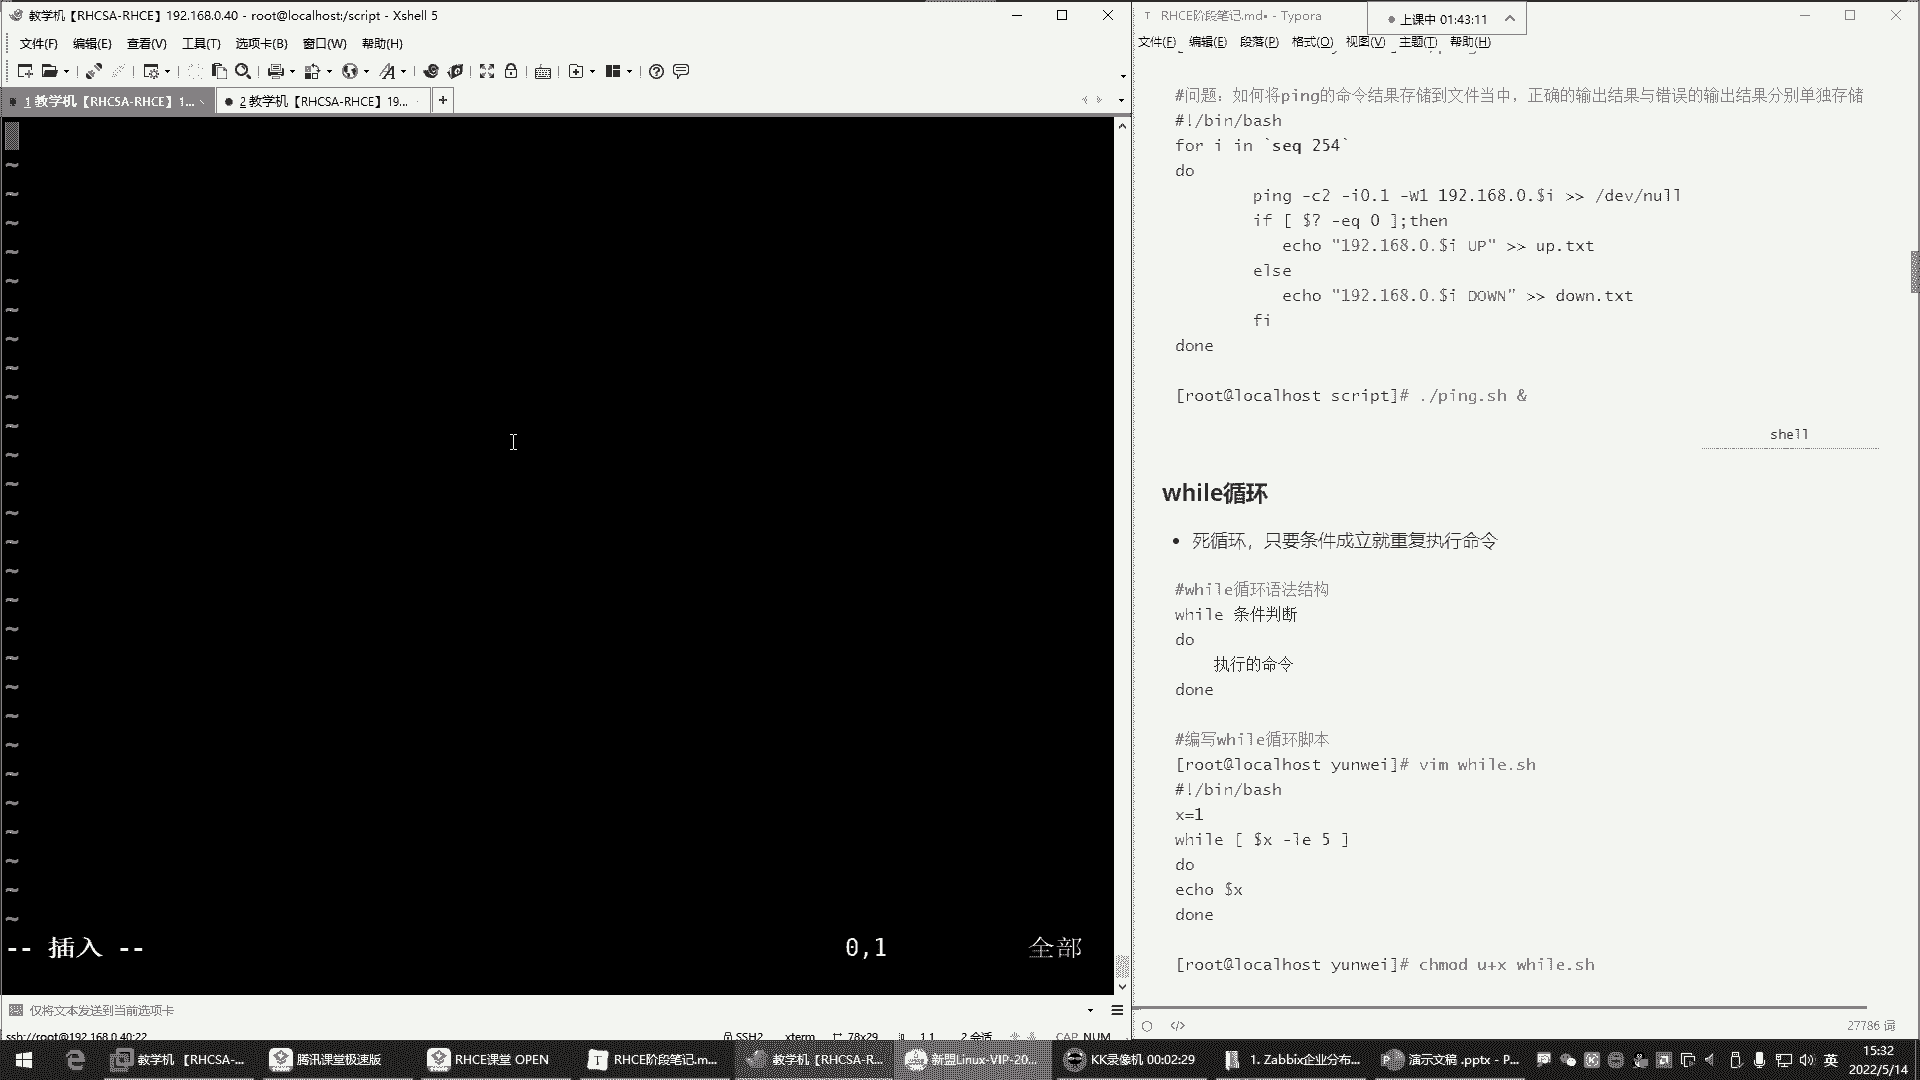 教学机【RHCSA-RHCE】192.168.0.40 - root@localhost:/script - Xshell 5
文件(F) 编辑(E) 查看(V) 工具(T) 选项卡(B) 窗口(W) 帮助(H)
1 教学机【RHCSA-RHCE】1...
2 教学机【RHCSA-RHCE】19...
-- 插入 --
0,1
全部
仅将文本发送到当前选项卡
ssh://root@192.168.0.40:22
SSH2 xterm 78x29 1,1 2 会话 CAP NUM
RHCE阶段笔记.md• - Typora
上课中 01:43:11
文件(F) 编辑(E) 段落(P) 格式(O) 视图(V) 主题(T) 帮助(H)
#问题：如何将ping的命令结果存储到文件当中，正确的输出结果与错误的输出结果分别单独存储
#!/bin/bash
for i in `seq 254`
do
ping -c2 -i0.1 -W1 192.168.0.$i >> /dev/null
if [ $? -eq 0 ];then
echo "192.168.0.$i UP" >> up.txt
else
echo "192.168.0.$i DOWN" >> down.txt
fi
done
[root@localhost script]# ./ping.sh &
shell
while循环
死循环，只要条件成立就重复执行命令
#while循环语法结构
while 条件判断
do
执行的命令
done
#编写while循环脚本
[root@localhost yunwei]# vim while.sh
#!/bin/bash
x=1
while [ $x -le 5 ]
do
echo $x
done
[root@localhost yunwei]# chmod u+x while.sh
27786 词
教学机 【RHCSA-...
腾讯课堂极速版
RHCE课堂 OPEN
RHCE阶段笔记.m...
教学机【RHCSA-R...
新盟Linux-VIP-20...
KK录像机 00:02:29
1. Zabbix企业分布...
演示文稿 .pptx - P...
英
15:32
2022/5/14